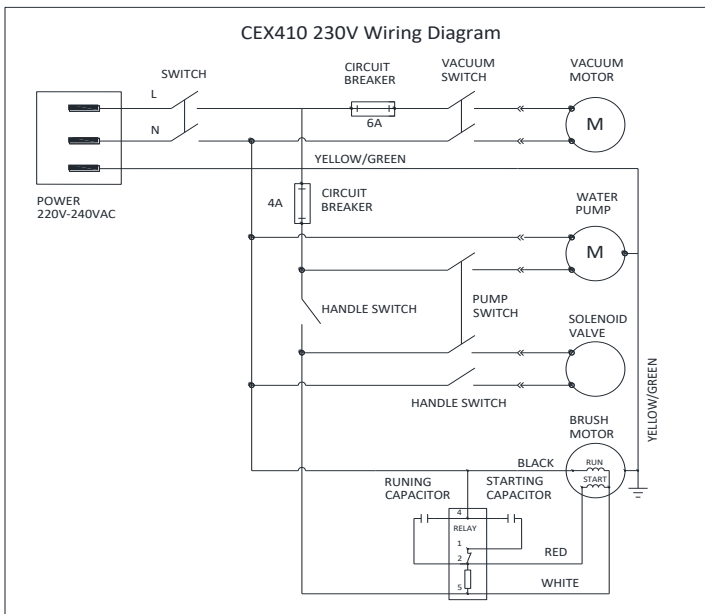 CEX410 230V Wiring Diagram
SWITCH
CIRCUIT
BREAKER
VACUUM
SWITCH
VACUUM
MOTOR
L
6A
M
N
YELLOW/GREEN
POWER
220V-240VAC
4A
CIRCUIT
BREAKER
WATER
PUMP
M
HANDLE SWITCH
PUMP
SWITCH
SOLENOID
VALVE
HANDLE SWITCH
YELLOW/GREEN
BRUSH
MOTOR
BLACK
RUN
START
RUNING
CAPACITOR
STARTING
CAPACITOR
4
RELAY
1
2
RED
5
WHITE